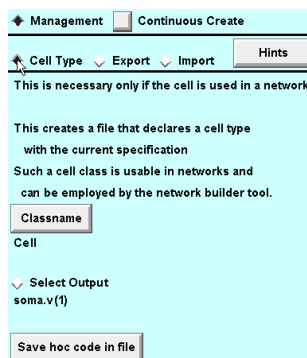 Management Continuous Create
Cell Type Export Import Hints
This is necessary only if the cell is used in a network
This creates a file that declares a cell type
with the current specification
Such a cell class is usable in networks and
can be employed by the network builder tool.
Classname
Cell
Select Output
soma.v(1)
Save hoc code in file